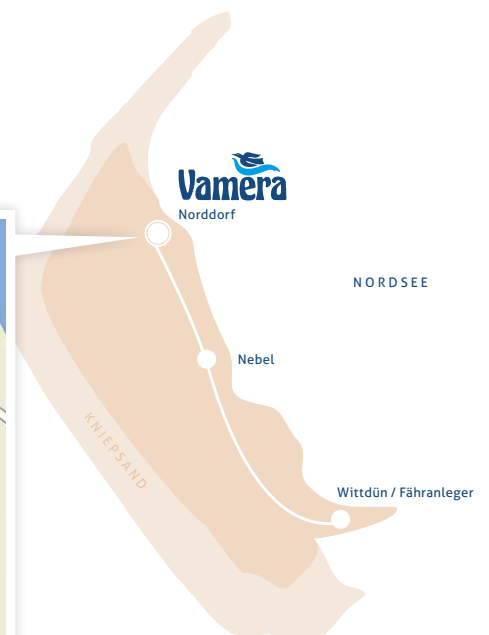 Vamera
Norddorf
NORDSEE
Nebel
KNIEPSAND
Wittdün / Fähranleger